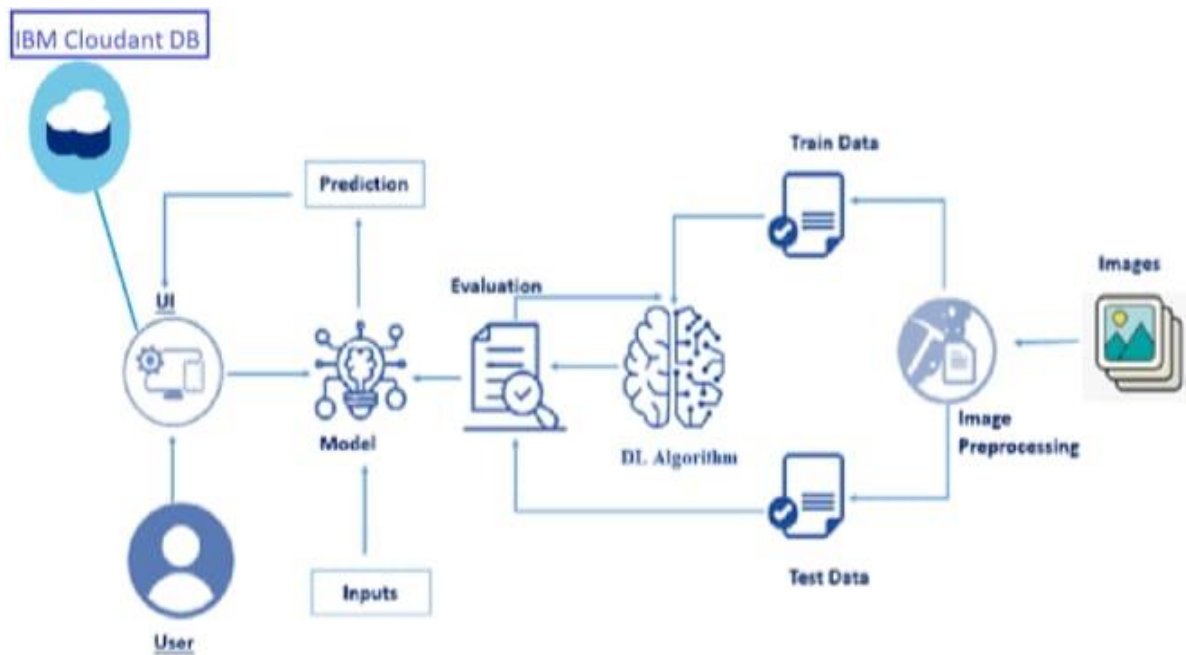 IBM Cloudant DB
Train Data
Prediction
Images
Evaluation
UI
Image
Preprocessing
Model
DL Algorithm
Test Data
Inputs
User